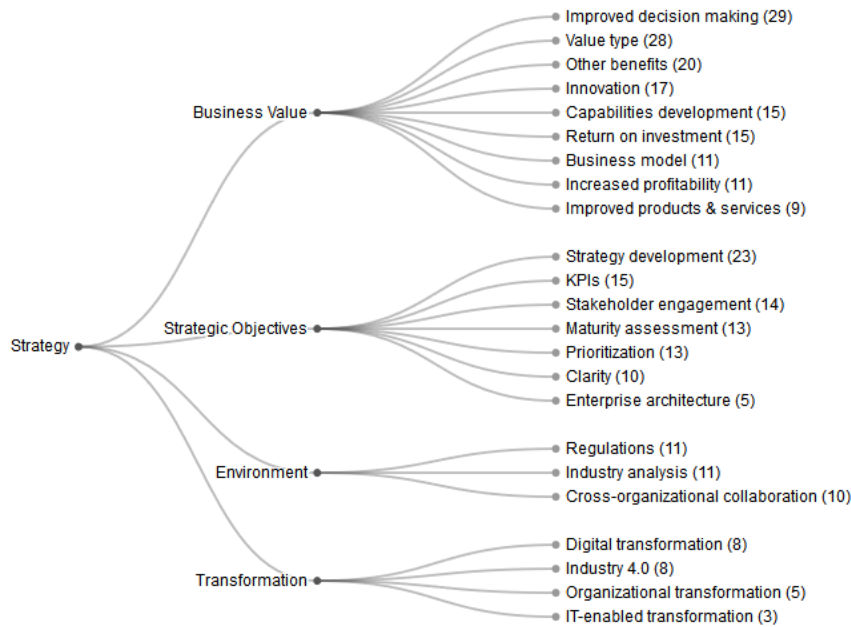 Improved decision making (29)
Value type (28)
Other benefits (20)
Innovation (17)
Business Value
Capabilities development (15)
Return on investment (15)
Business model (11)
Increased profitability (11)
Improved products & services (9)
Strategy development (23)
KPIs (15)
Stakeholder engagement (14)
Strategic.Objectives
Maturity assessment (13)
Strategy
Prioritization (13)
Clarity (10)
Enterprise architecture (5)
Regulations (11)
Environment
Industry analysis (11)
Cross-organizational collaboration (10)
Digital transformation (8)
Industry 4.0 (8)
Transformation
Organizational transformation (5)
IT-enabled transformation (3)